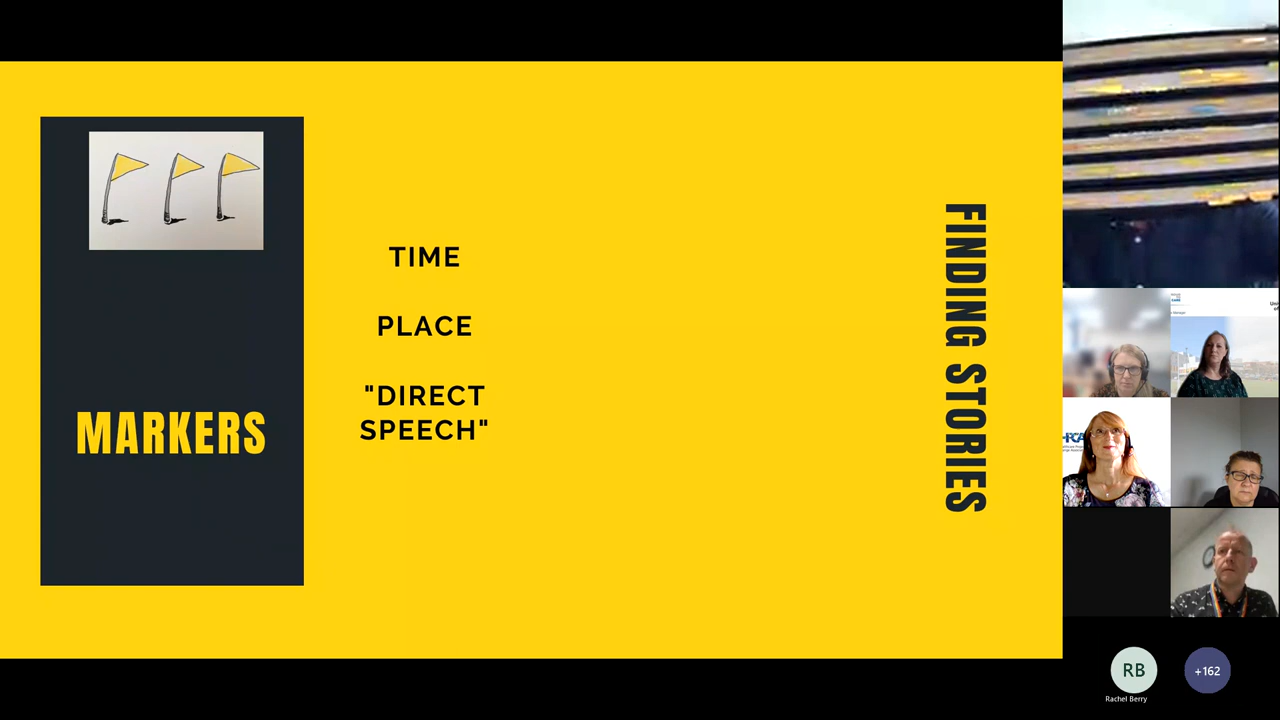 MARKERS
TIME
PLACE
"DIRECT
SPEECH"
FINDING STORIES
RB
Rachel Berry
+162